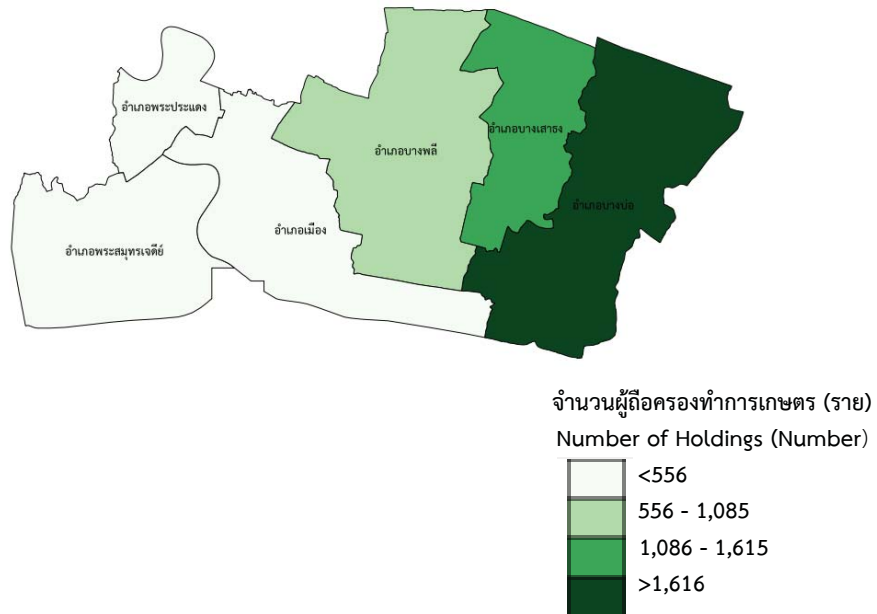 อำเภอพระประแดง
อำเภอบางเสาธง
อำเภอบางพลี
อำเภอบางบ่อ
อำเภอเมือง
อำเภอพระสมุทรเจดีย์
จำนวนผู้ถือครองทำการเกษตร (ราย)
Number of Holdings (Number)
<556
556 - 1,085
1,086 - 1,615
>1,616